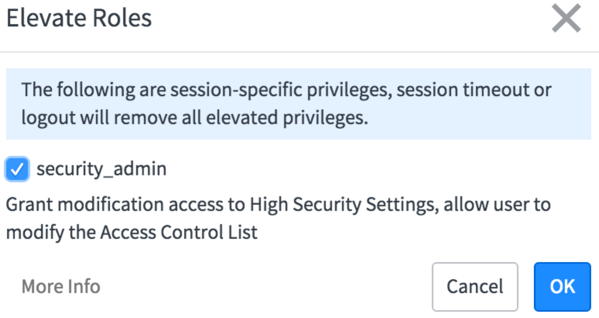 Elevate Roles
The following are session-specific privileges, session timeout or
logout will remove all elevated privileges.
security_admin
Grant modification access to High Security Settings, allow user to
modify the Access Control List
More Info
Cancel
OK